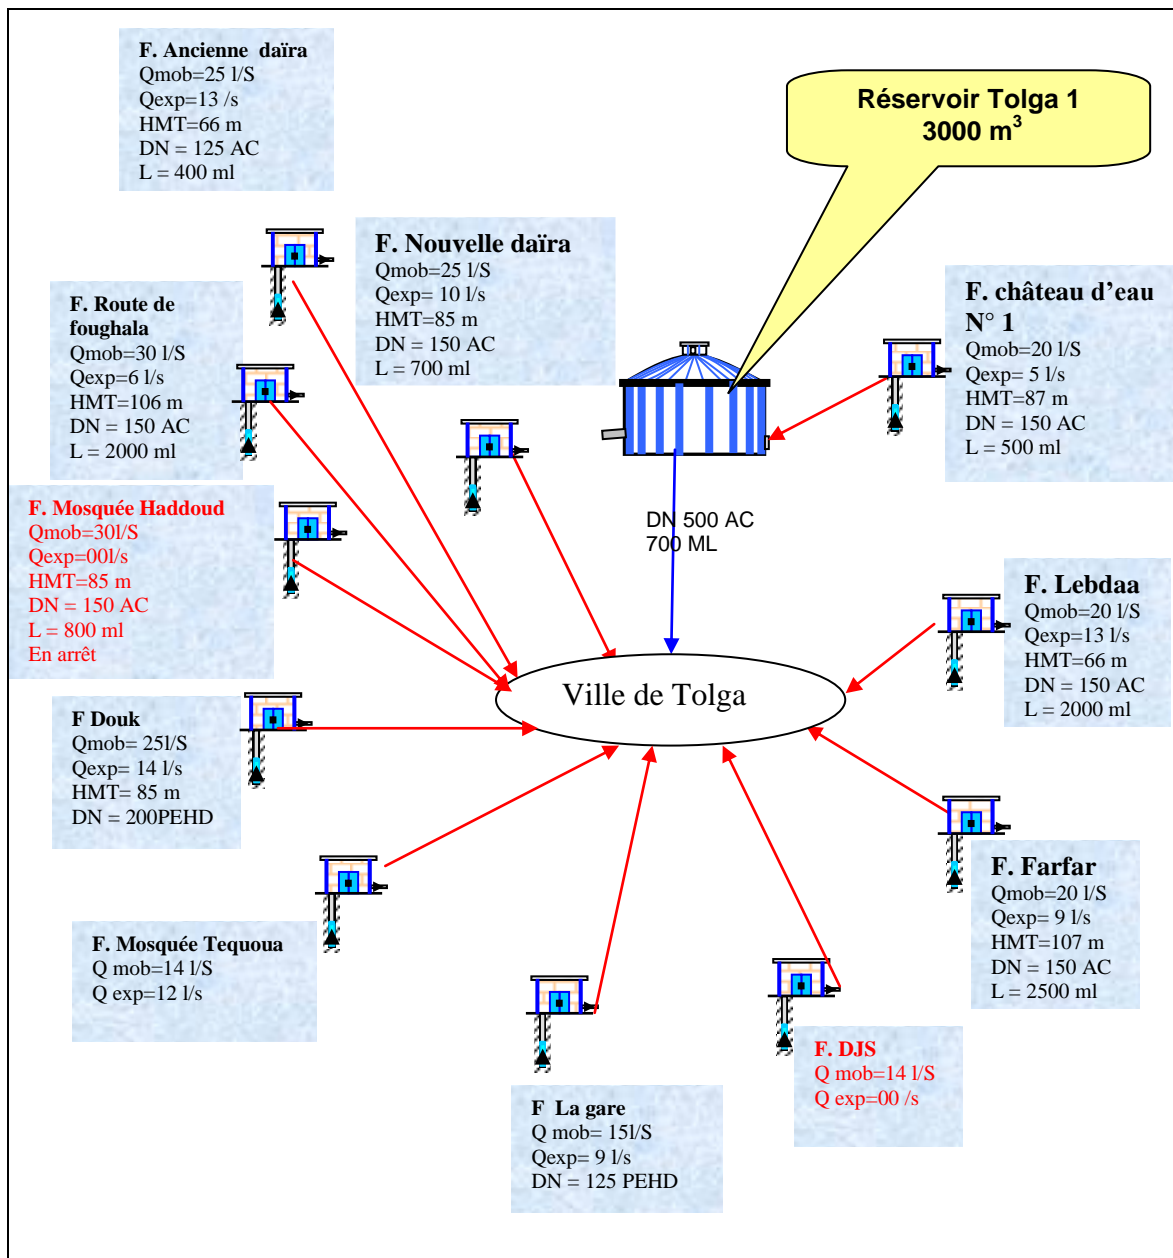 F. Ancienne daïra
Qmob=25 l/S
Qexp=13 /s
HMT=66 m
DN = 125 AC
L = 400 ml
Réservoir Tolga 1
3000 m³
F. Nouvelle daïra
Qmob=25 l/S
Qexp= 10 l/s
HMT=85 m
DN = 150 AC
L = 700 ml
F. château d'eau
N° 1
Qmob=20 l/S
Qexp= 5 l/s
HMT=87 m
DN = 150 AC
L = 500 ml
F. Route de
foughala
Qmob=30 l/S
Qexp=6 l/s
HMT=106 m
DN = 150 AC
L = 2000 ml
F. Mosquée Haddoud
Qmob=30l/S
Qexp=00l/s
HMT=85 m
DN = 150 AC
L = 800 ml
En arrêt
DN 500 AC
700 ML
F. Lebdaa
Qmob=20 l/S
Qexp=13 l/s
HMT=66 m
DN = 150 AC
L = 2000 ml
Ville de Tolga
F Douk
Qmob= 25l/S
Qexp= 14 l/s
HMT= 85 m
DN = 200PEHD
F. Farfar
Qmob=20 l/S
Qexp= 9 l/s
HMT=107 m
DN = 150 AC
L = 2500 ml
F. Mosquée Tequoua
Q mob=14 l/S
Q exp=12 l/s
F. DJS
Q mob=14 l/S
Q exp=00 /s
F La gare
Q mob= 15l/S
Qexp= 9 l/s
DN = 125 PEHD